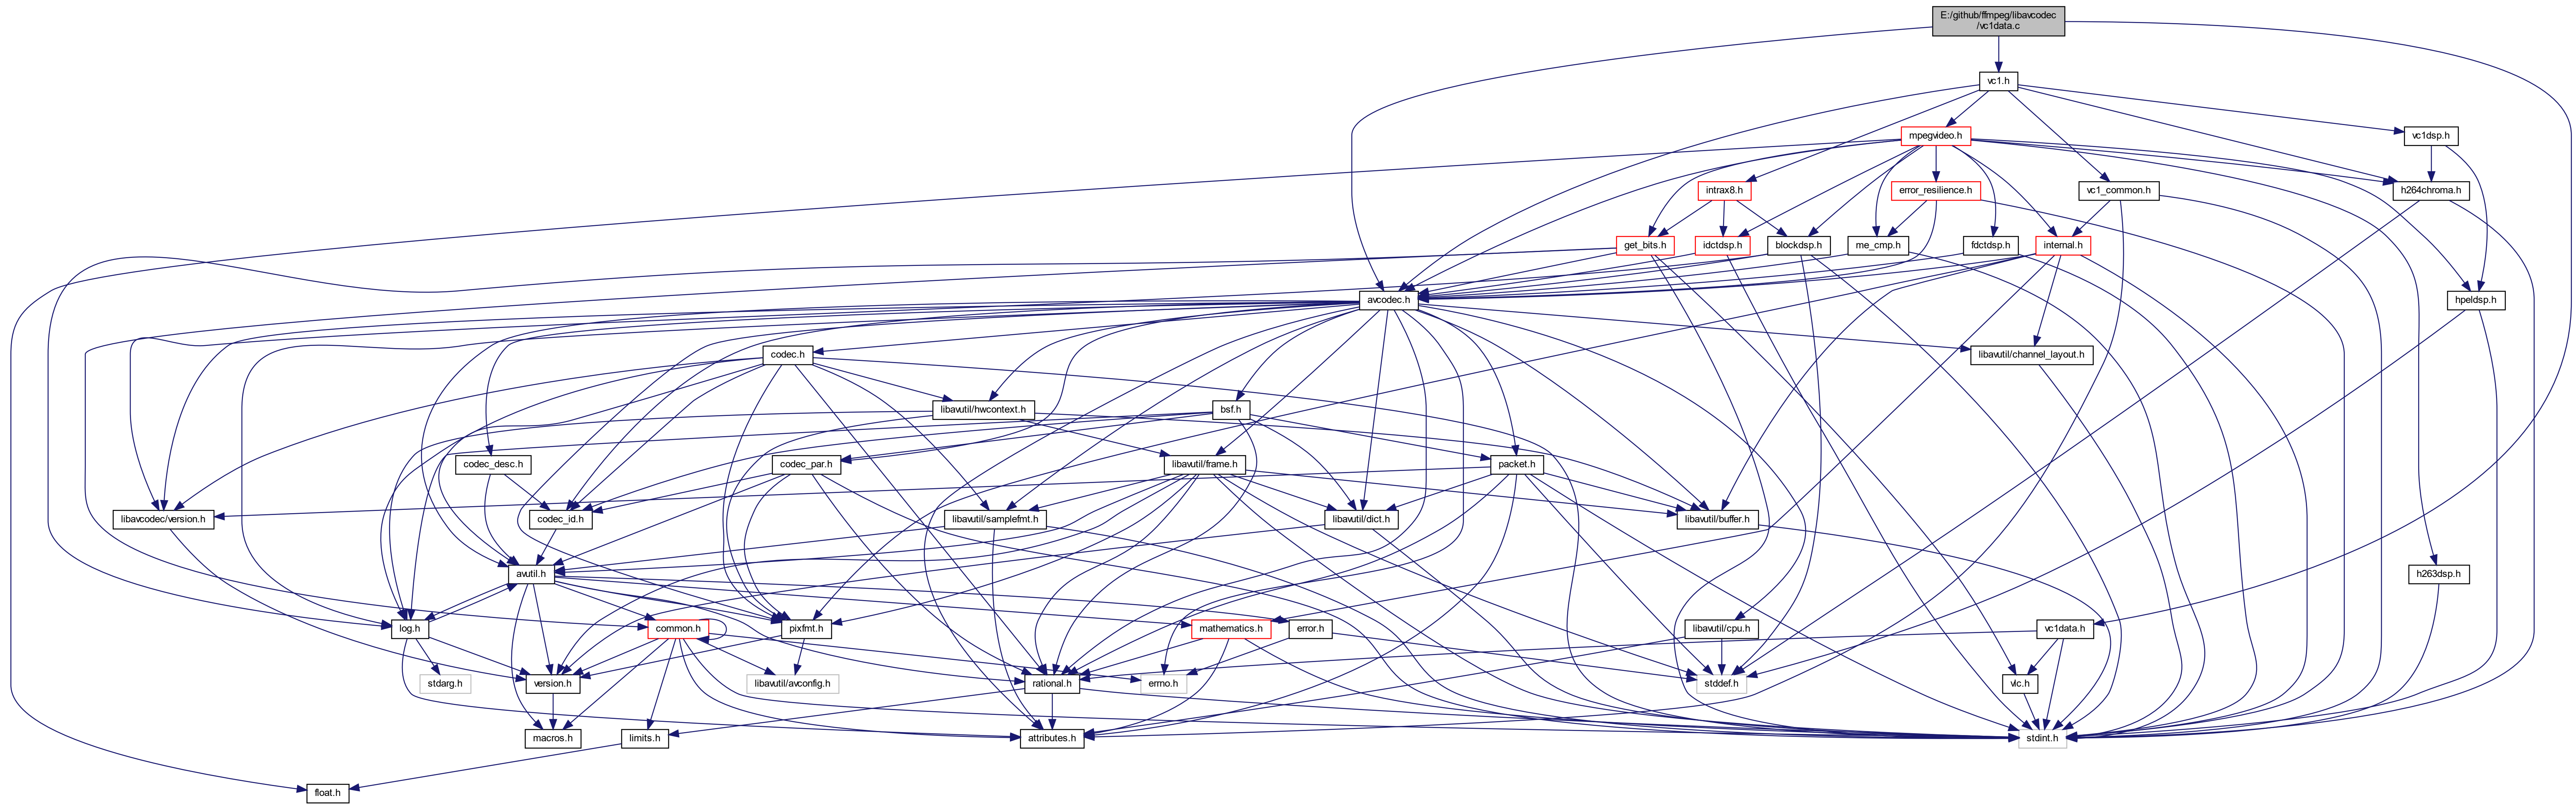 E:/github/ffmpeg/libavcodec
/vc1data.c
vc1.h
mpegvideo.h
vc1dsp.h
intrax8.h
error_resilience.h
vc1_common.h
h264chroma.h
get_bits.h
idctdsp.h
blockdsp.h
me_cmp.h
fdctdsp.h
internal.h
avcodec.h
hpeldsp.h
codec.h
libavutil/channel_layout.h
libavutil/hwcontext.h
bsf.h
codec_desc.h
codec_par.h
libavutil/frame.h
packet.h
libavcodec/version.h
codec_id.h
libavutil/samplefmt.h
libavutil/dict.h
libavutil/buffer.h
avutil.h
h263dsp.h
log.h
common.h
pixfmt.h
mathematics.h
error.h
libavutil/cpu.h
vc1data.h
stdarg.h
version.h
libavutil/avconfig.h
rational.h
errno.h
stddef.h
vlc.h
macros.h
limits.h
attributes.h
stdint.h
float.h